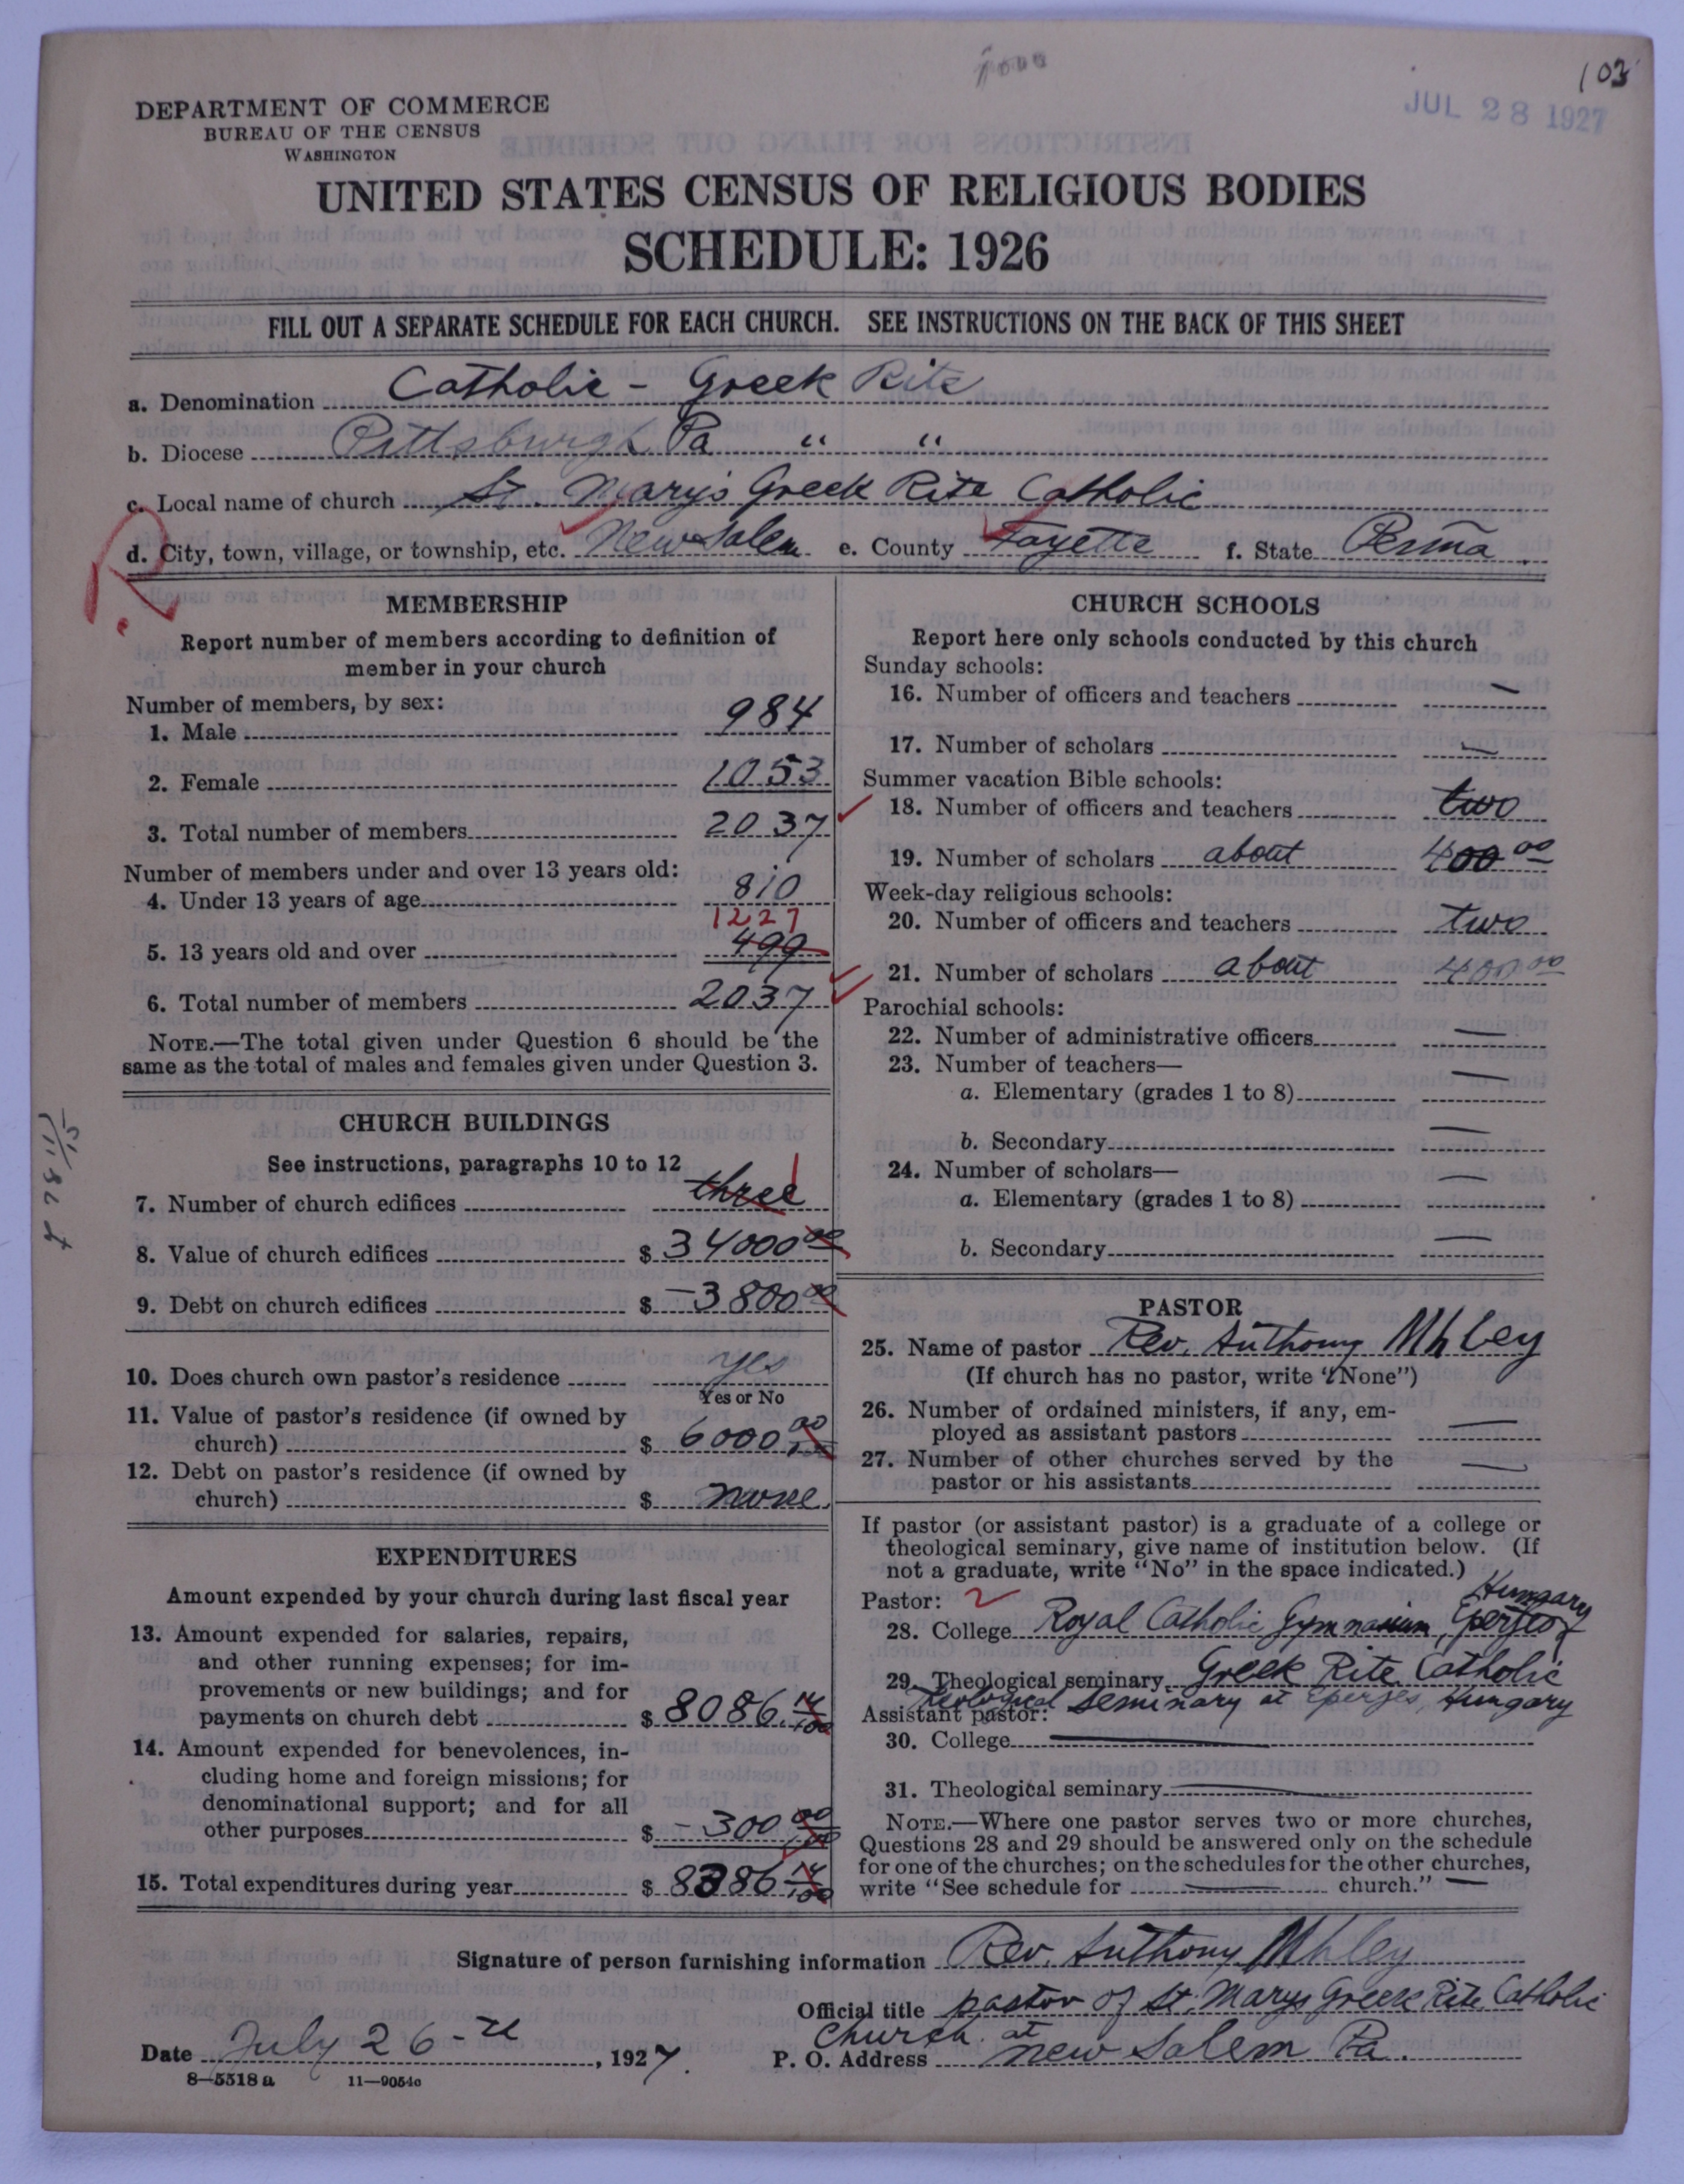 103
JUL 28 1927
DEPARTMENT OF COMMERCE
BUREAU OF THE CENSUS
WASHINGTON
UNITED STATES CENSUS OF RELIGIOUS BODIES
SCHEDULE: 1926
FILL OUT A SEPARATE SCHEDULE FOR EACH CHURCH. SEE INSTRUCTIONS ON THE BACK OF THIS SHEET
a. Denomination Catholic - Greek Rite
b. Diocese Pittsburgh Pa " "
c. Local name of church St. Mary's Greek Rite Catholic
d. City, town, village, or township, etc. New Salem e. County Fayette f. State Penna.
MEMBERSHIP
Report number of members according to definition of
member in your church
Number of members, by sex:
1. Male 984
2. Female 1053
3. Total number of members 2037
Number of members under and over 13 years old:
4. Under 13 years of age 810
1227
5. 13 years old and over 499
6. Total number of members 2037
NOTE.—The total given under Question 6 should be the
same as the total of males and females given under Question 3.
CHURCH BUILDINGS
See instructions, paragraphs 10 to 12
7. Number of church edifices three 1
8. Value of church edifices $ 34000 00
9. Debt on church edifices $ -3800 00
10. Does church own pastor's residence yes
Yes or No
11. Value of pastor's residence (if owned by
church) $ 6000 00
12. Debt on pastor's residence (if owned by
church) $ none
EXPENDITURES
Amount expended by your church during last fiscal year
13. Amount expended for salaries, repairs,
and other running expenses; for im-
provements or new buildings; and for
payments on church debt $ 8086. 14/100
14. Amount expended for benevolences, in-
cluding home and foreign missions; for
denominational support; and for all
other purposes $ -300 00/100
15. Total expenditures during year $ 8386 14/100
CHURCH SCHOOLS
Report here only schools conducted by this church
Sunday schools:
16. Number of officers and teachers —
17. Number of scholars —
Summer vacation Bible schools:
18. Number of officers and teachers two
19. Number of scholars about 400 00
Week-day religious schools:
20. Number of officers and teachers two
21. Number of scholars about 400 00
Parochial schools:
22. Number of administrative officers —
23. Number of teachers—
a. Elementary (grades 1 to 8) —
b. Secondary —
24. Number of scholars—
a. Elementary (grades 1 to 8) —
b. Secondary —
PASTOR
25. Name of pastor Rev. Anthony Mhley
(If church has no pastor, write "None")
26. Number of ordained ministers, if any, em-
ployed as assistant pastors —
27. Number of other churches served by the
pastor or his assistants —
If pastor (or assistant pastor) is a graduate of a college or
theological seminary, give name of institution below. (If
not a graduate, write "No" in the space indicated.)
Pastor: 2 Hungary
28. College Royal Catholic Gymnasium, Eperjes
29. Theological seminary Greek Rite Catholic
Theological Seminary at Eperjes, Hungary
Assistant pastor:
30. College —
31. Theological seminary —
NOTE.—Where one pastor serves two or more churches,
Questions 28 and 29 should be answered only on the schedule
for one of the churches; on the schedules for the other churches,
write "See schedule for — church." —
Signature of person furnishing information Rev. Anthony Mhley
Official title pastor of St. Marys Greek Rite Catholic
Church at
Date July 26-th, 1927. P. O. Address New Salem Pa.
8—5518 a 11—9054c